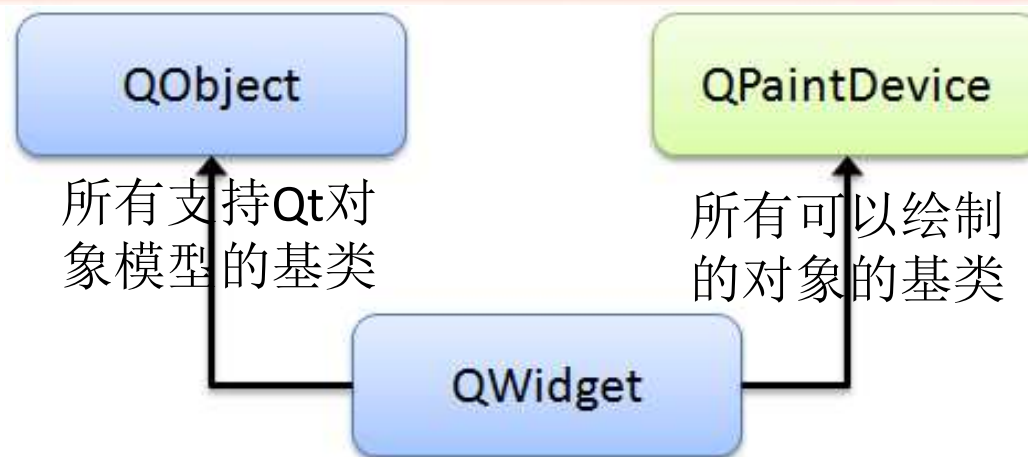 QObject
QPaintDevice
所有支持Qt对
象模型的基类
所有可以绘制
的对象的基类
QWidget